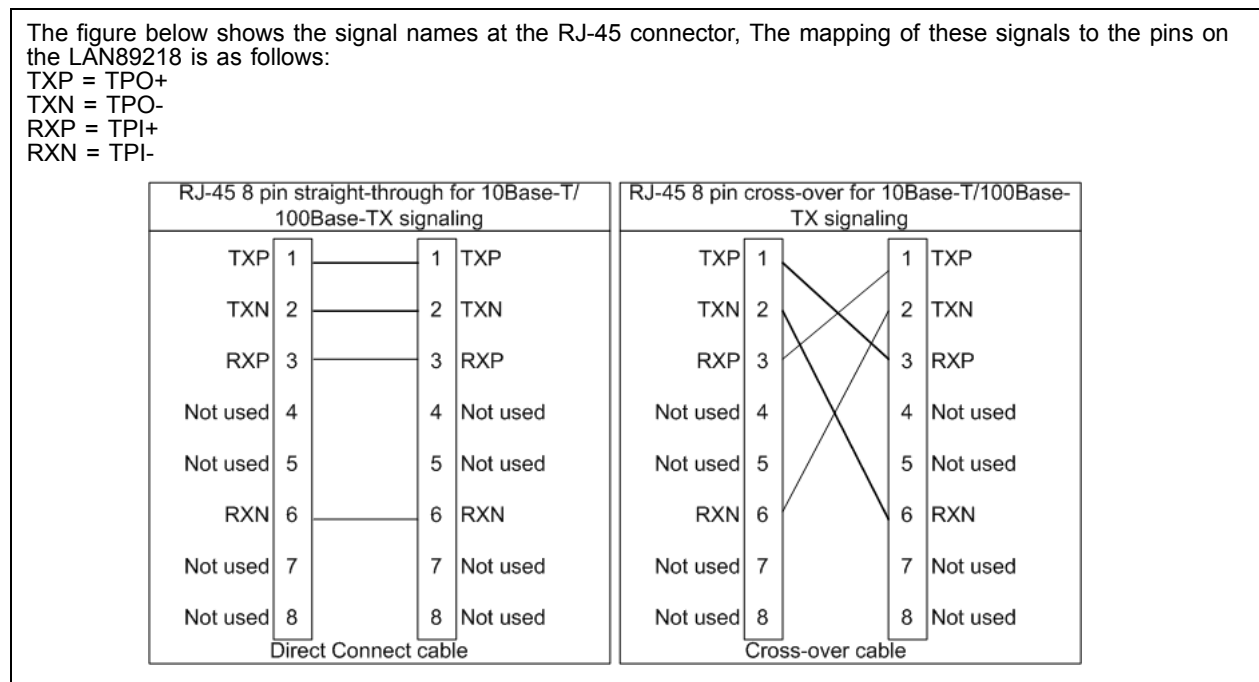 The figure below shows the signal names at the RJ-45 connector, The mapping of these signals to the pins on
the LAN89218 is as follows:
TXP = TPO+
TXN = TPO-
RXP = TPI+
RXN = TPI-
RJ-45 8 pin straight-through for 10Base-T/
100Base-TX signaling
TXP 1 1 TXP
TXN 2 2 TXN
RXP 3 3 RXP
Not used 4 4 Not used
Not used 5 5 Not used
RXN 6 6 RXN
Not used 7 7 Not used
Not used 8 8 Not used
Direct Connect cable
RJ-45 8 pin cross-over for 10Base-T/100Base-
TX signaling
TXP 1 1 TXP
TXN 2 2 TXN
RXP 3 3 RXP
Not used 4 4 Not used
Not used 5 5 Not used
RXN 6 6 RXN
Not used 7 7 Not used
Not used 8 8 Not used
Cross-over cable